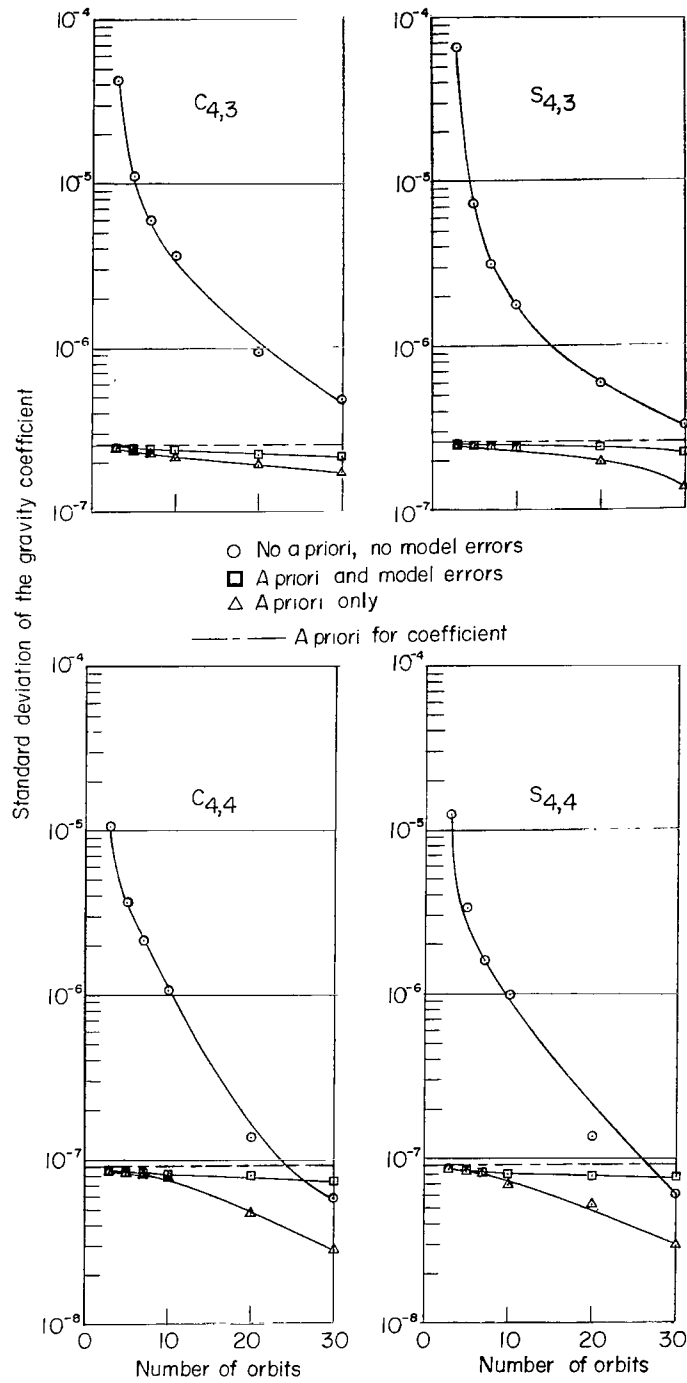 10⁻⁴
10⁻⁴
C₄,₃
S₄,₃
10⁻⁵
10⁻⁵
10⁻⁶
10⁻⁶
10⁻⁷
10⁻⁷
Standard deviation of the gravity coefficient
No a priori, no model errors
A priori and model errors
A priori only
A priori for coefficient
10⁻⁴
10⁻⁴
C₄,₄
S₄,₄
10⁻⁵
10⁻⁵
10⁻⁶
10⁻⁶
10⁻⁷
10⁻⁷
10⁻⁸
10⁻⁸
0 10 20 30
0 10 20 30
Number of orbits
Number of orbits